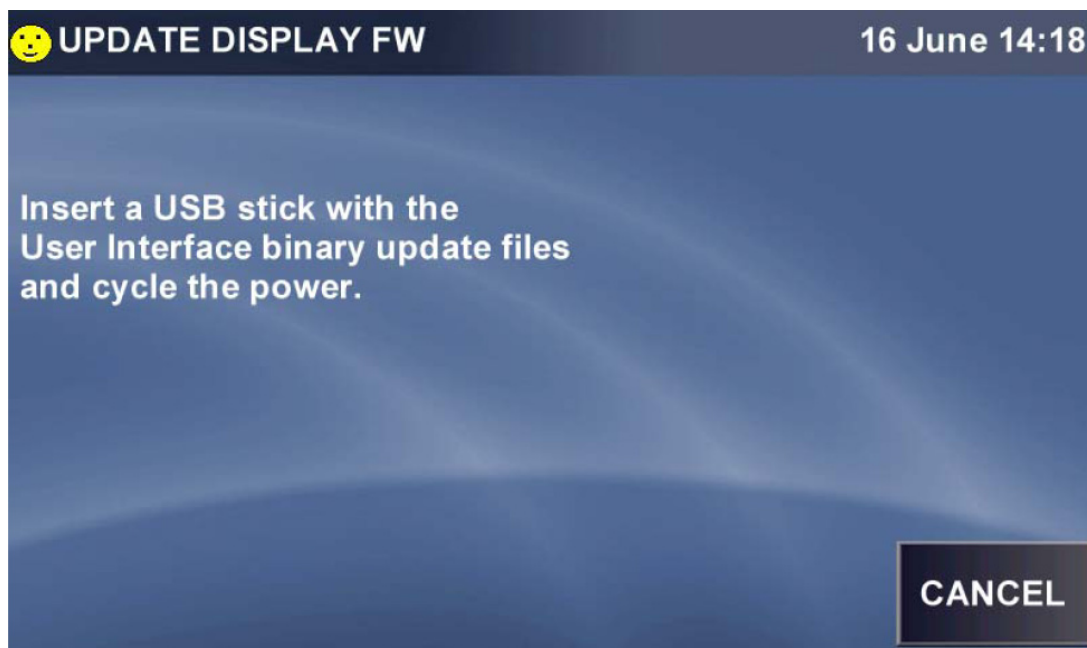 UPDATE DISPLAY FW
16 June 14:18
Insert a USB stick with the
User Interface binary update files
and cycle the power.
CANCEL